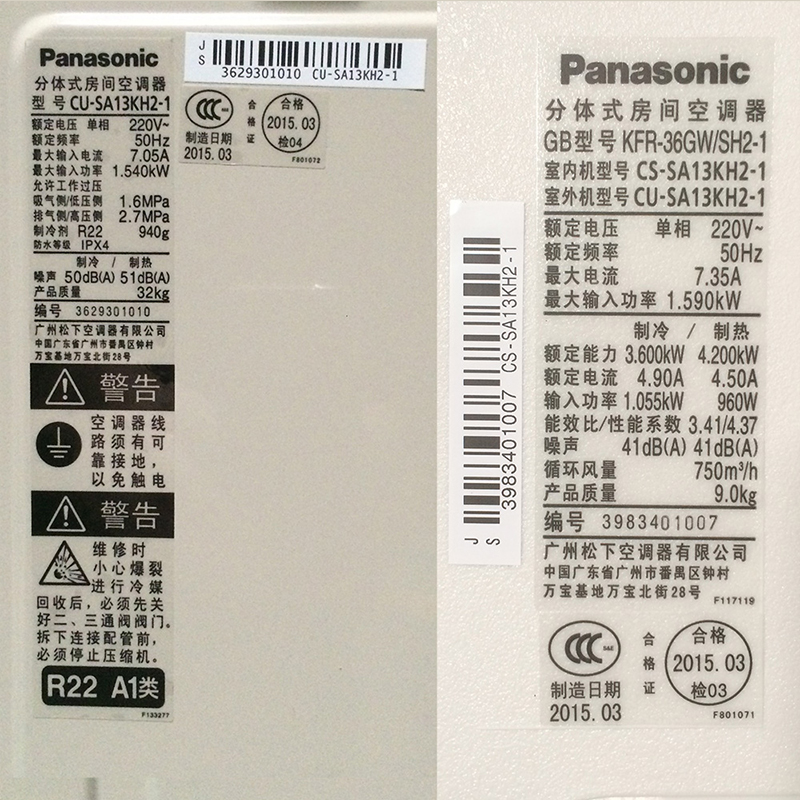 Panasonic
分体式房间空调器
型号 CU-SA13KH2-1
额定电压 单相 220V~
额定频率 50Hz
最大输入电流 7.05A
最大输入功率 1.540kW
允许工作过压
吸气侧/低压侧 1.6MPa
排气侧/高压侧 2.7MPa
制冷剂 R22 940g
防水等级 IPX4
制冷 / 制热
噪声 50dB(A) 51dB(A)
产品质量 32kg
编号 3629301010
广州松下空调器有限公司
中国广东省广州市番禺区钟村
万宝基地万宝北街28号
警告
空调器线
路须有可
靠接地，
以免触电
警告
维修时
小心爆裂
进行冷媒
回收后，必须先关
好二、三通阀阀门。
拆下连接配管前，
必须停止压缩机。
R22 A1类
F133277
JS
3629301010 CU-SA13KH2-1
CCC
制造日期
2015.03
合格证
合格
2015.03
检04
F801072
JS
3983401007 CS-SA13KH2-1
Panasonic
分体式房间空调器
GB型号 KFR-36GW/SH2-1
室内机型号 CS-SA13KH2-1
室外机型号 CU-SA13KH2-1
额定电压 单相 220V~
额定频率 50Hz
最大电流 7.35A
最大输入功率 1.590kW
制冷 / 制热
额定能力 3.600kW 4.200kW
额定电流 4.90A 4.50A
输入功率 1.055kW 960W
能效比/性能系数 3.41/4.37
噪声 41dB(A) 41dB(A)
循环风量 750m³/h
产品质量 9.0kg
编号 3983401007
广州松下空调器有限公司
中国广东省广州市番禺区钟村
万宝基地万宝北街28号
F117119
CCC S&E
制造日期
2015.03
合格证
合格
2015.03
检03
F801071